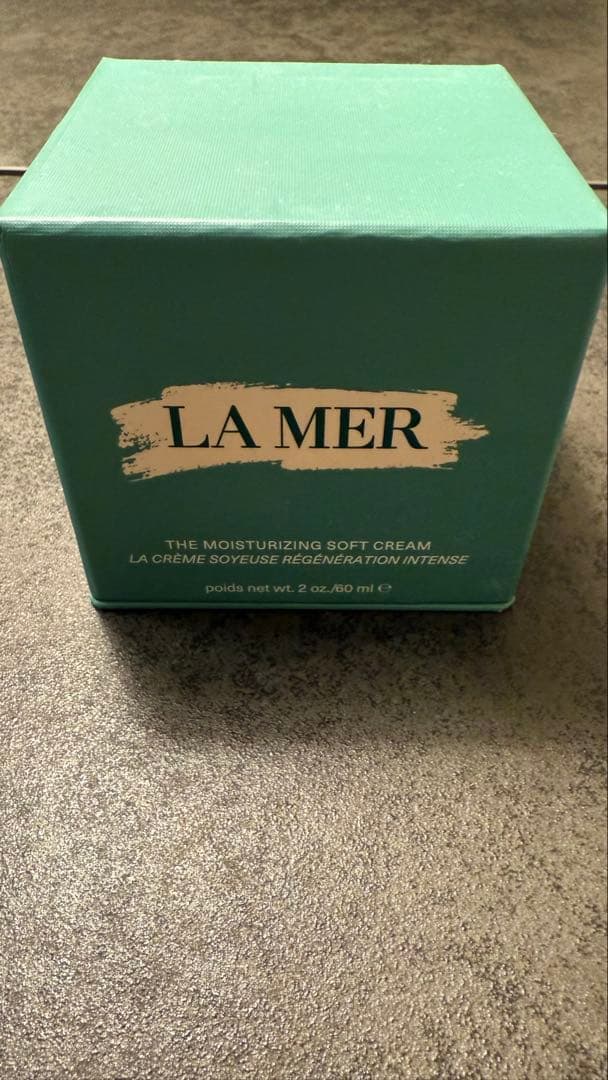 LA MER
THE MOISTURIZING SOFT CREAM
LA CRÈME SOYEUSE RÉGÉNÉRATION INTENSE
poids net wt. 2 oz./60 ml ℮